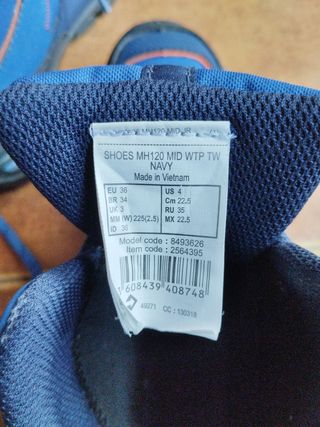 SHOES MH120 MID WTP TW
NAVY
Made in Vietnam
EU 36 US 4
BR 34 Cm 22.5
UK 3 RU 35
MM (W) 225(2.5) MX 22.5
ID 36
Model code : 8493626
Item code : 2564395
3608439 408748
49271 CC : 130318